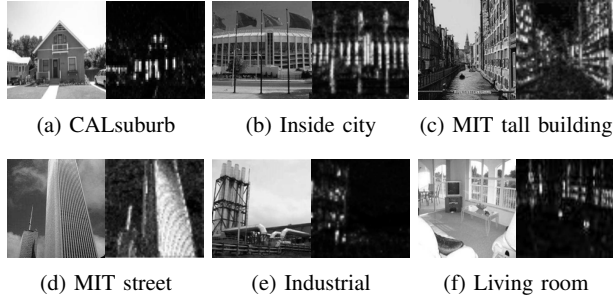 (a) CALsuburb
(b) Inside city
(c) MIT tall building
(d) MIT street
(e) Industrial
(f) Living room